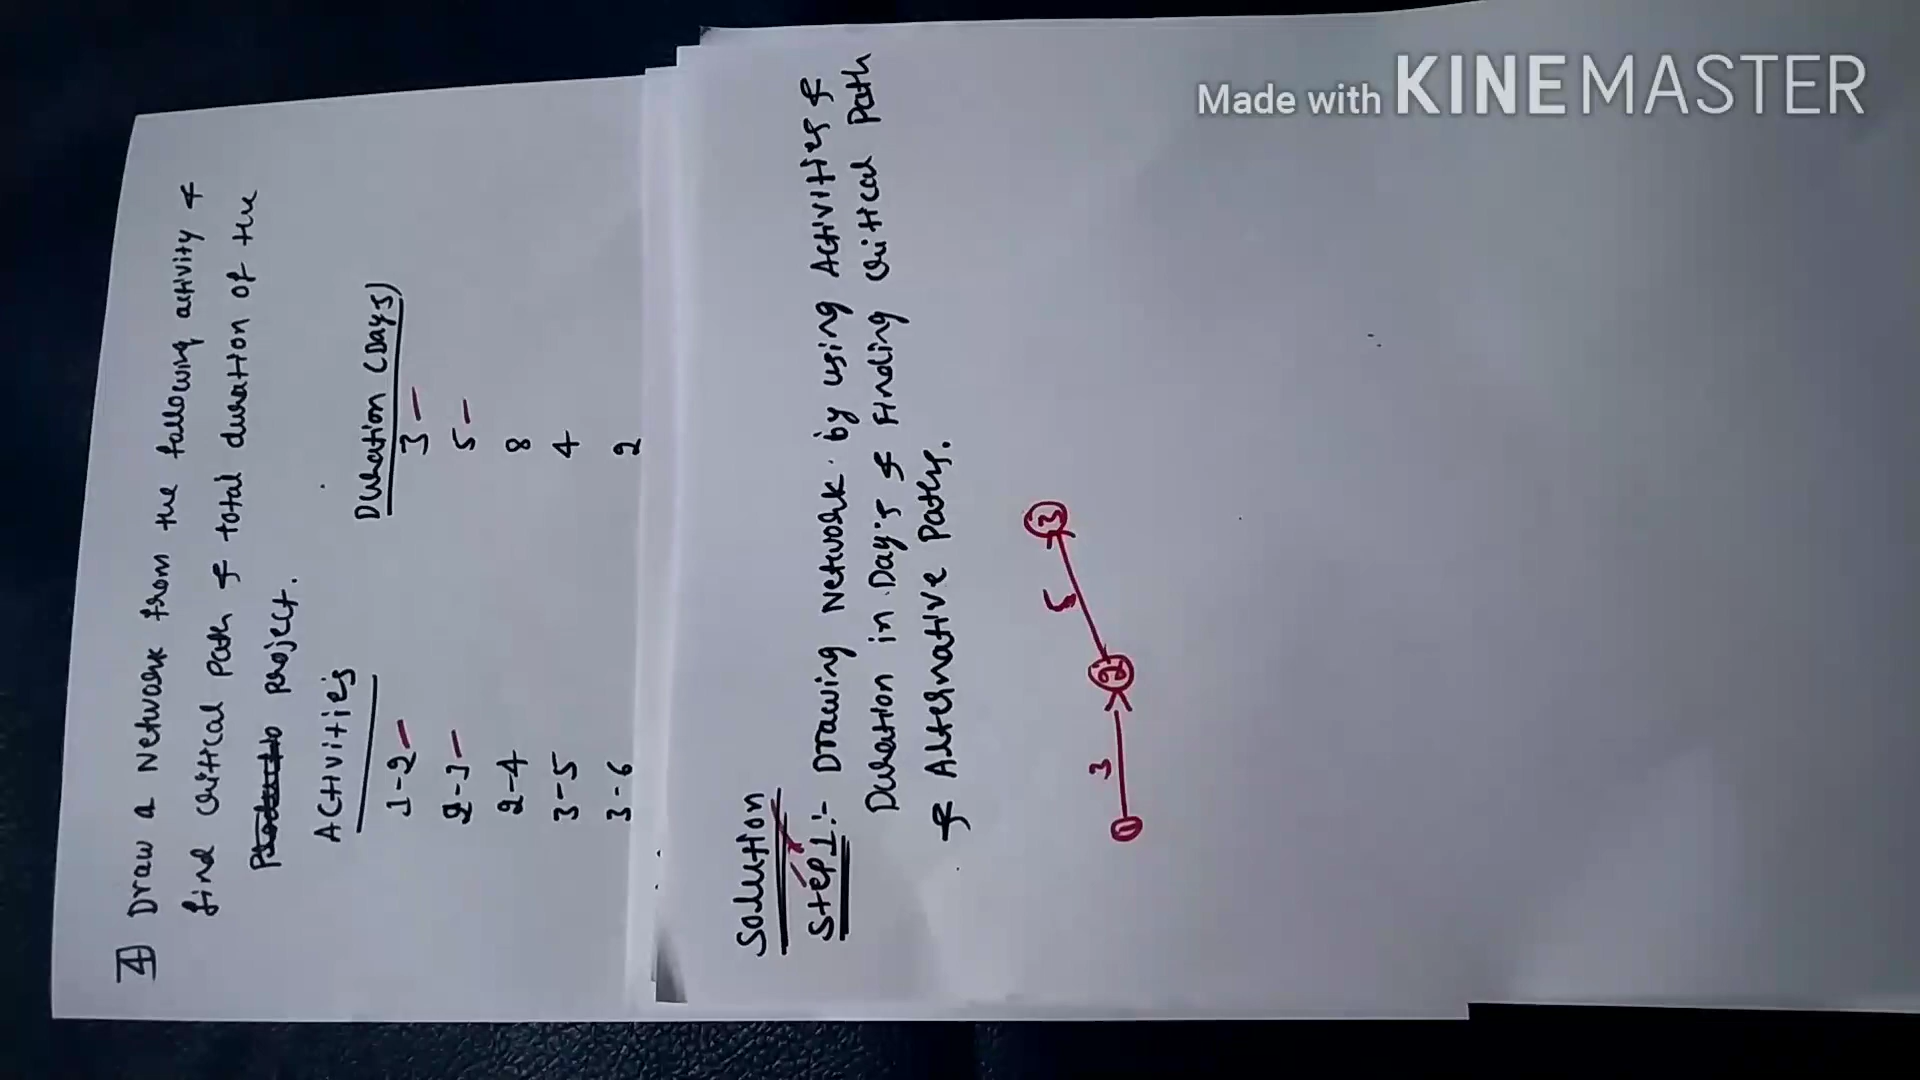 4 Draw a Network from the following activity &
find critical path & total duration of the
project.
Activities Duration (Days)
1-2 3
2-3 5
2-4 8
3-5 4
3-6 2
Solution
Step 1:- Drawing Network by using Activities &
Duration in Day's & Finding critical Path
& Alternative Paths.
1 3 2 5 3
Made with KINEMASTER